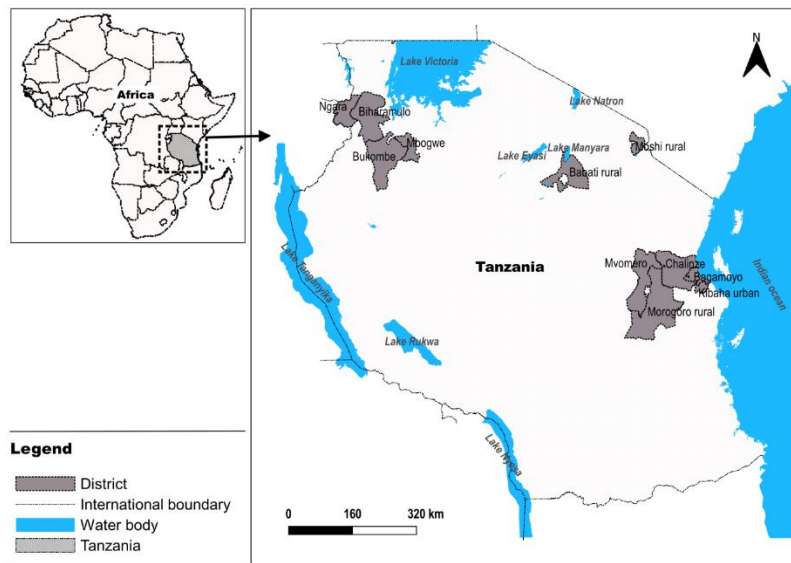 Africa
Legend
District
International boundary
Water body
Tanzania
N
Lake Victoria
Lake Natron
Ngara
Biharamulo
Mbogwe
Bukombe
Lake Eyasi
Lake Manyara
Moshi rural
Babati rural
Tanzania
Mvomero
Chalinze
Bagamoyo
Kibaha urban
Morogoro rural
Indian ocean
Lake Tanganyika
Lake Rukwa
Lake Nyasa
0 160 320 km